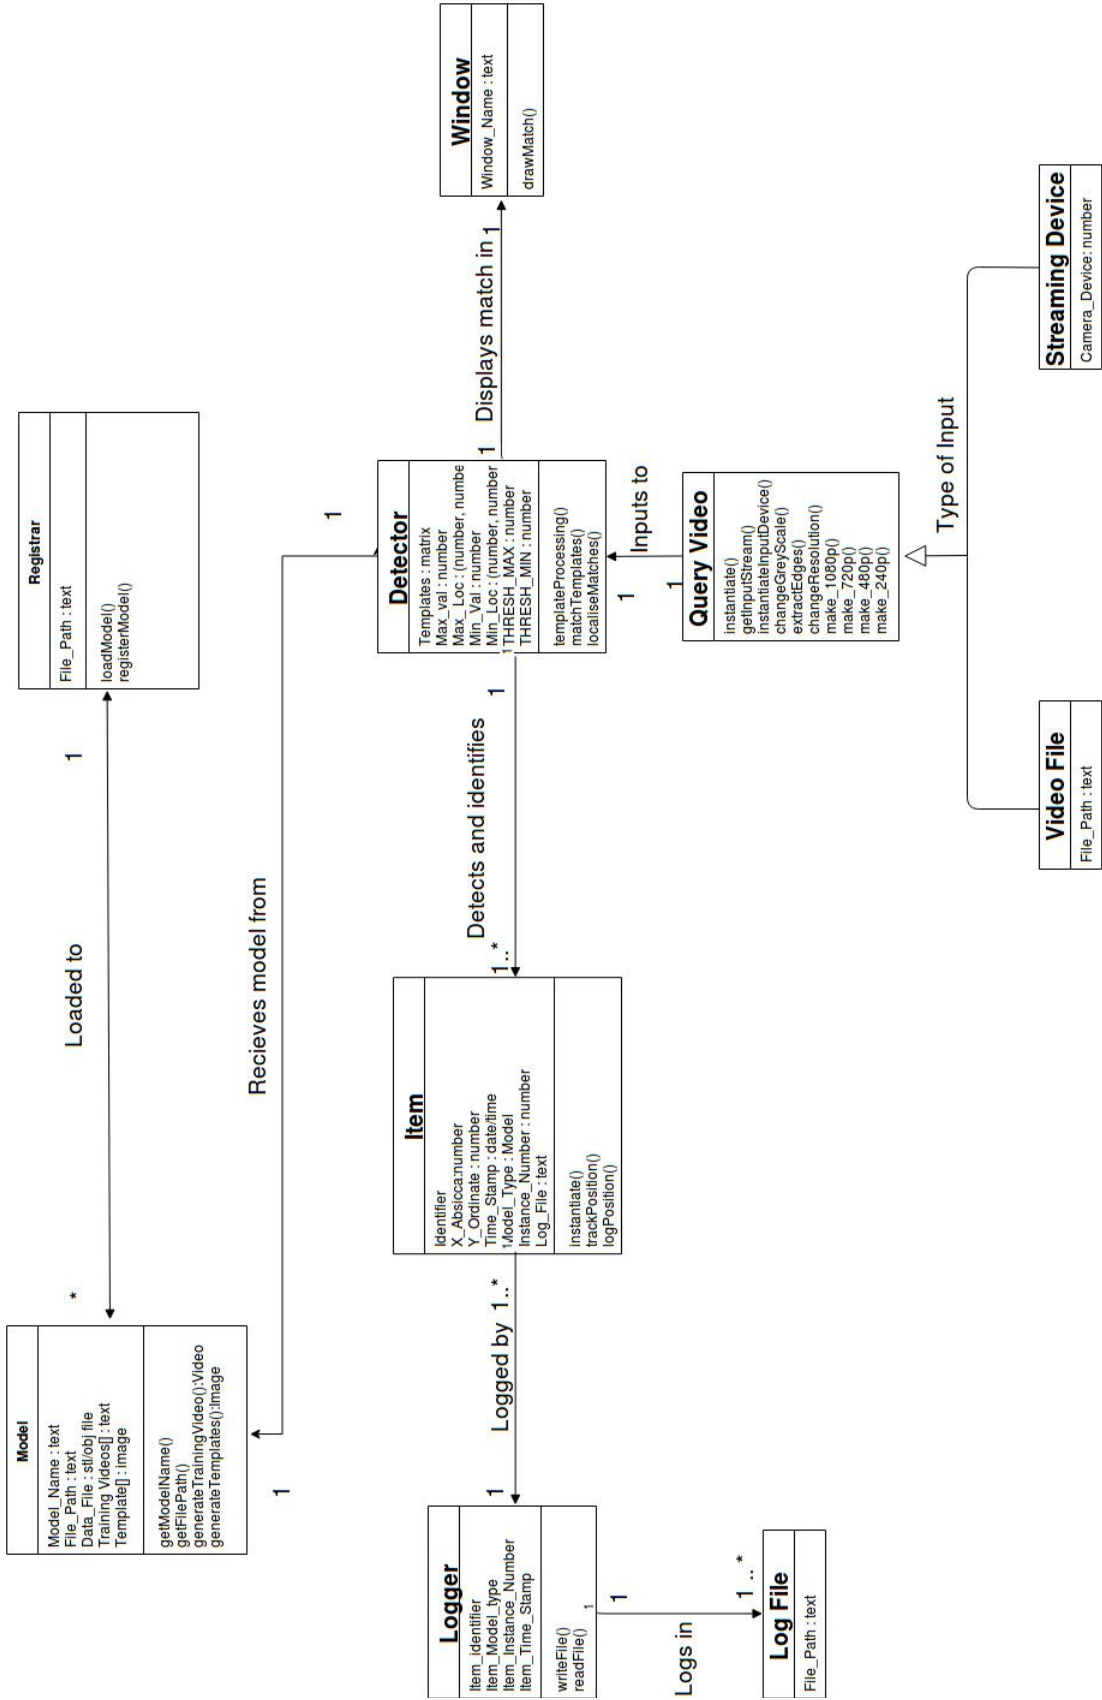 Model
Model_Name : text
File_Path : text
Data_File : stl/obj file
Training Videos[] : text
Template[] : image
getModelName()
getFilePath()
generateTrainingVideo():Video
generateTemplates():Image
*
Loaded to
1
Registrar
File_Path : text
loadModel()
registerModel()
1
Recieves model from
1
Logger
Item_identifier
Item_Model_type
Item_Instance_Number
Item_Time_Stamp
writeFile()
readFile()
1
1
Logged by
1..*
Item
Identifier
X_Absicca:number
Y_Ordinate : number
Time_Stamp : date/time
1Model_Type : Model
Instance_Number : number
Log_File : text
instantiate()
trackPosition()
logPosition()
1..*
Detects and identifies
1
Detector
Templates : matrix
Max_val : number
Max_Loc : (number, numbe
Min_Val : number
Min_Loc : (number, number
1THRESH_MAX : number
THRESH_MIN : number
templateProcessing()
matchTemplates()
localiseMatches()
1
Displays match in
1
Window
Window_Name : text
drawMatch()
1
Logs in
1 .. *
Log File
File_Path : text
1
Inputs to
1
Query Video
instantiate()
getInputStream()
instantiateInputDevice()
changeGreyScale()
extractEdges()
changeResolution()
make_1080p()
make_720p()
make_480p()
make_240p()
Type of Input
Video File
File_Path : text
Streaming Device
Camera_Device: number